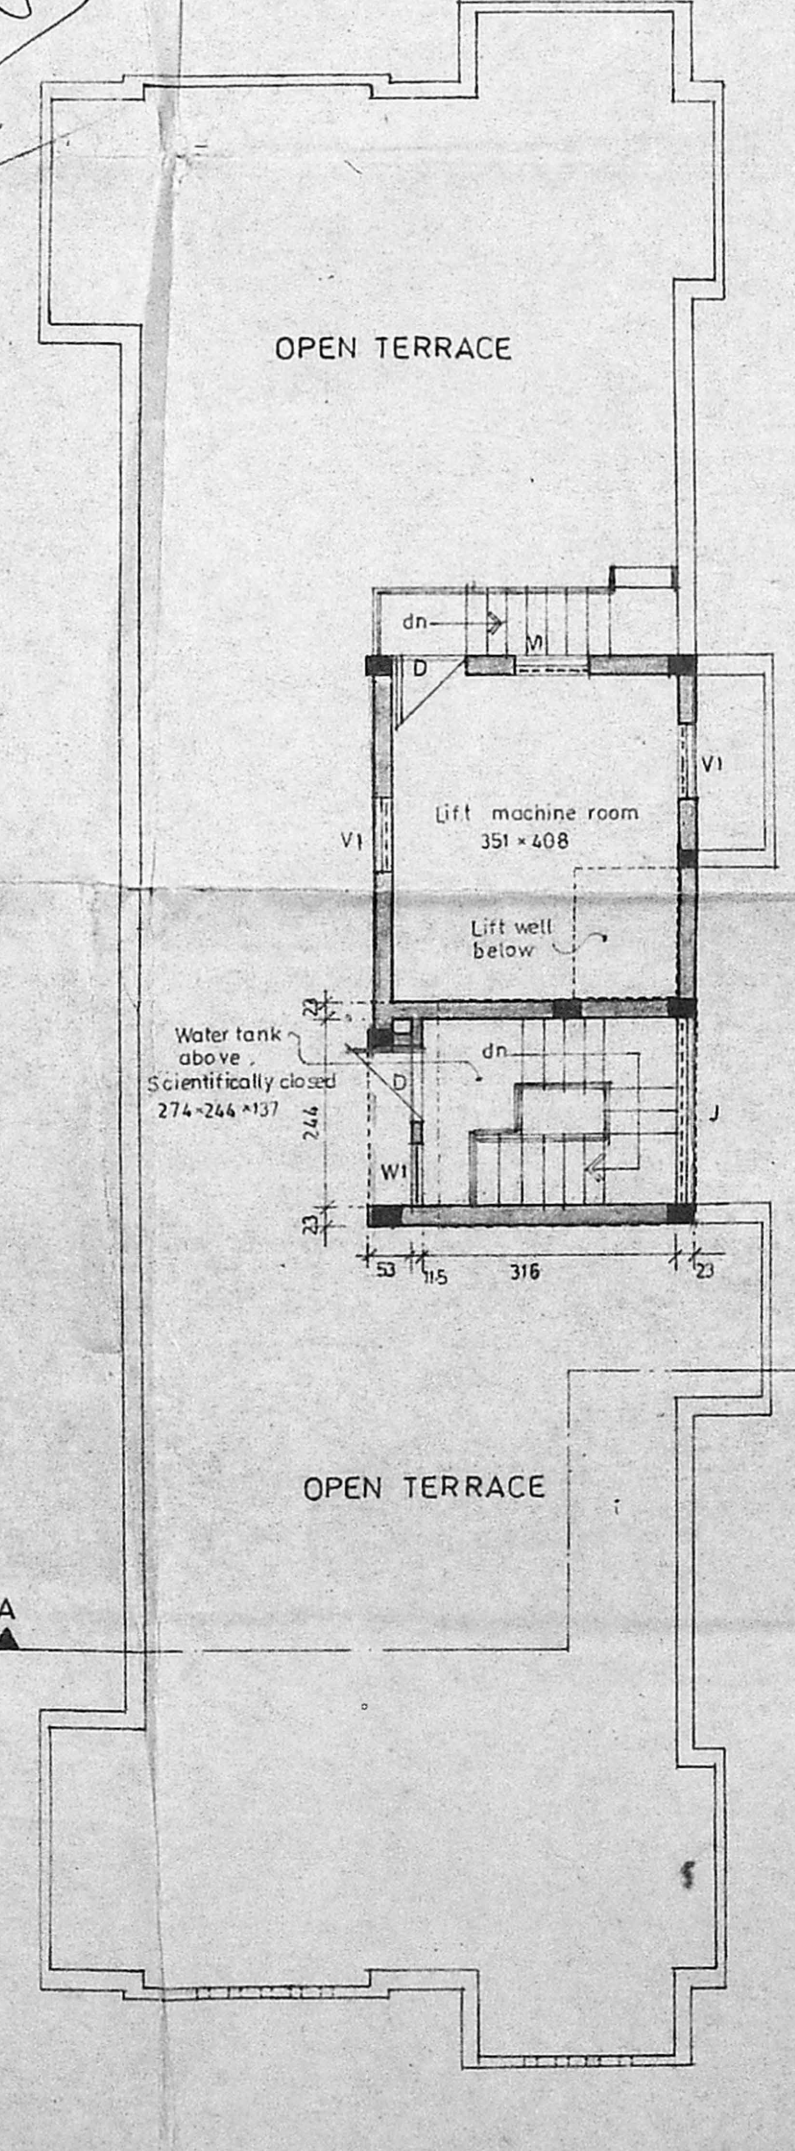 OPEN TERRACE
dn
V1
D
V1
Lift machine room
351 × 408
V1
Lift well
below
23
Water tank
above.
Scientifically closed
274×244×137
dn
D
J
244
W1
23
53
11.5
316
23
OPEN TERRACE
A